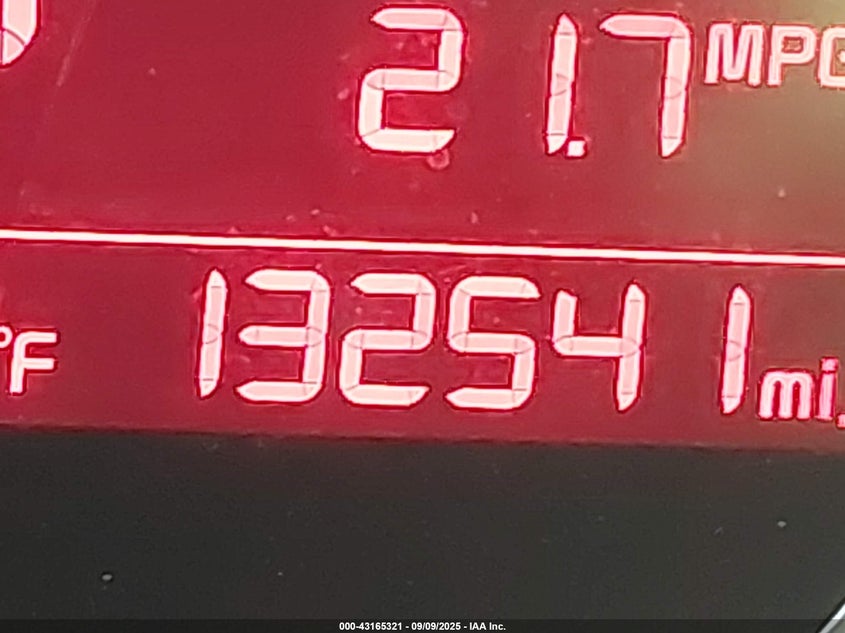 21.7 MPG
°F 132541 mi.
000-43165321 - 09/09/2025 - IAA Inc.